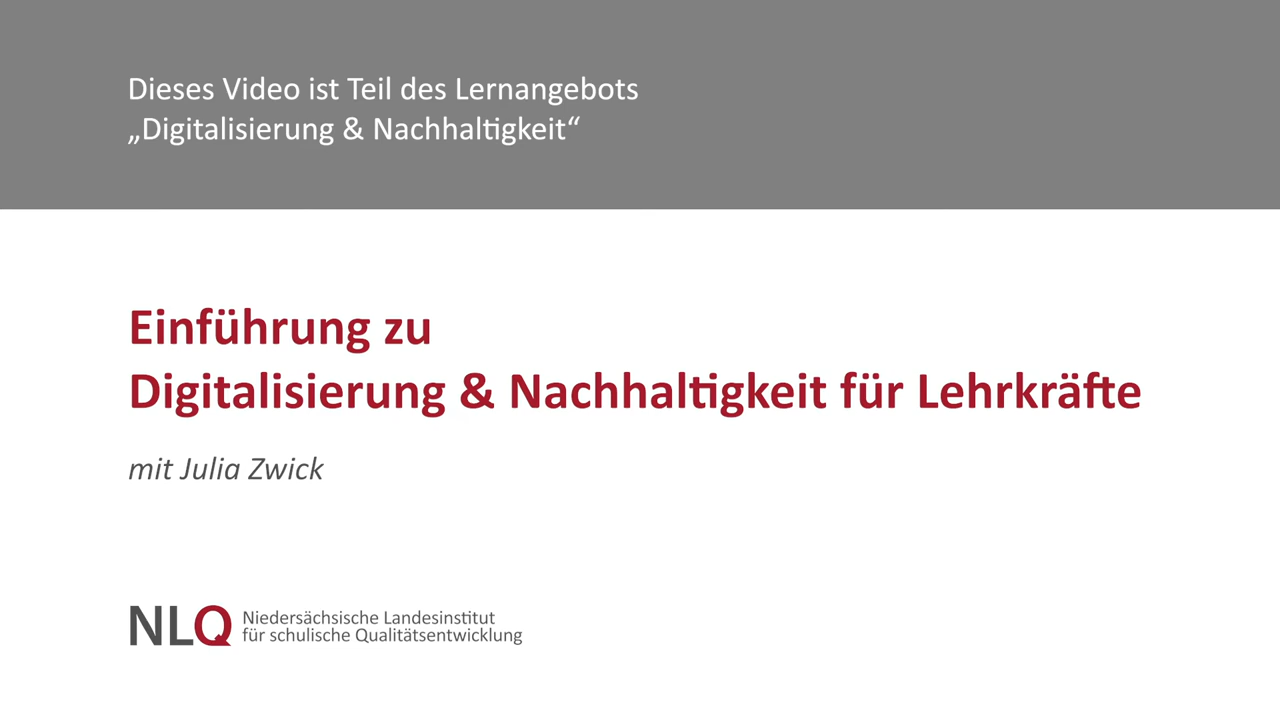 Dieses Video ist Teil des Lernangebots
„Digitalisierung & Nachhaltigkeit“
Einführung zu
Digitalisierung & Nachhaltigkeit für Lehrkräfte
mit Julia Zwick
NLQ
Niedersächsische Landesinstitut
für schulische Qualitätsentwicklung